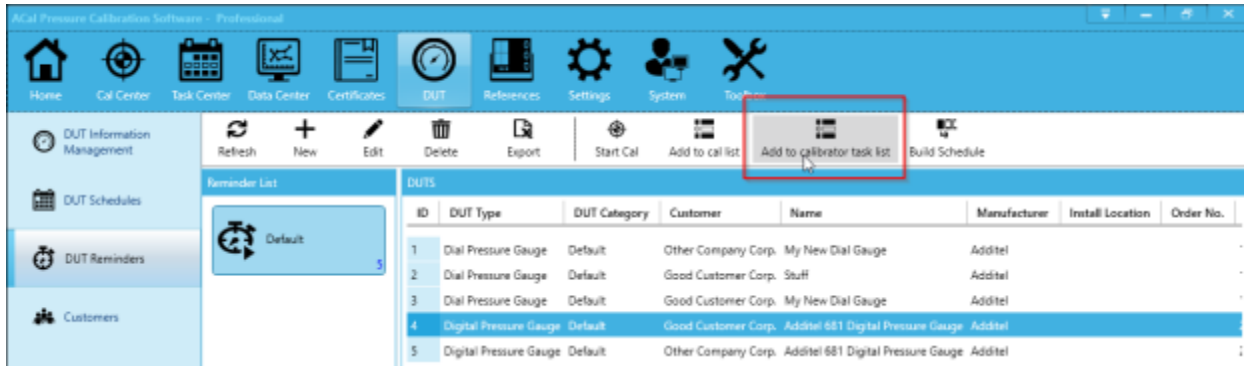 ACal Pressure Calibration Software - Professional
Home Cal Center Task Center Data Center Certificates DUT References Settings System Toolbox
DUT Information Management
DUT Schedules
DUT Reminders
Customers
Refresh New Edit Delete Export Start Cal Add to cal list Add to calibrator task list Build Schedule
Reminder List
Default
5
DUTS
ID DUT Type DUT Category Customer Name Manufacturer Install Location Order No.
1 Dial Pressure Gauge Default Other Company Corp. My New Dial Gauge Additel
2 Dial Pressure Gauge Default Good Customer Corp. Stuff Additel
3 Dial Pressure Gauge Default Good Customer Corp. My New Dial Gauge Additel
4 Digital Pressure Gauge Default Good Customer Corp. Additel 681 Digital Pressure Gauge Additel
5 Digital Pressure Gauge Default Other Company Corp. Additel 681 Digital Pressure Gauge Additel